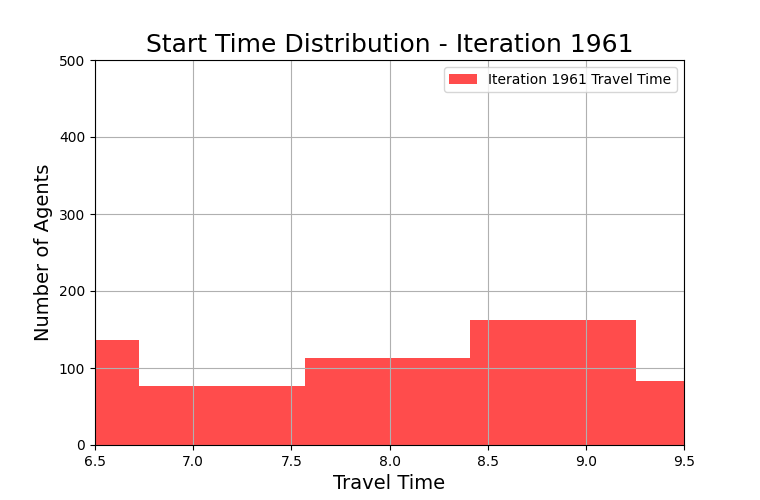 Start Time Distribution - Iteration 1961
500
Iteration 1961 Travel Time
400
300
200
100
0
Number of Agents
6.5 7.0 7.5 8.0 8.5 9.0 9.5
Travel Time